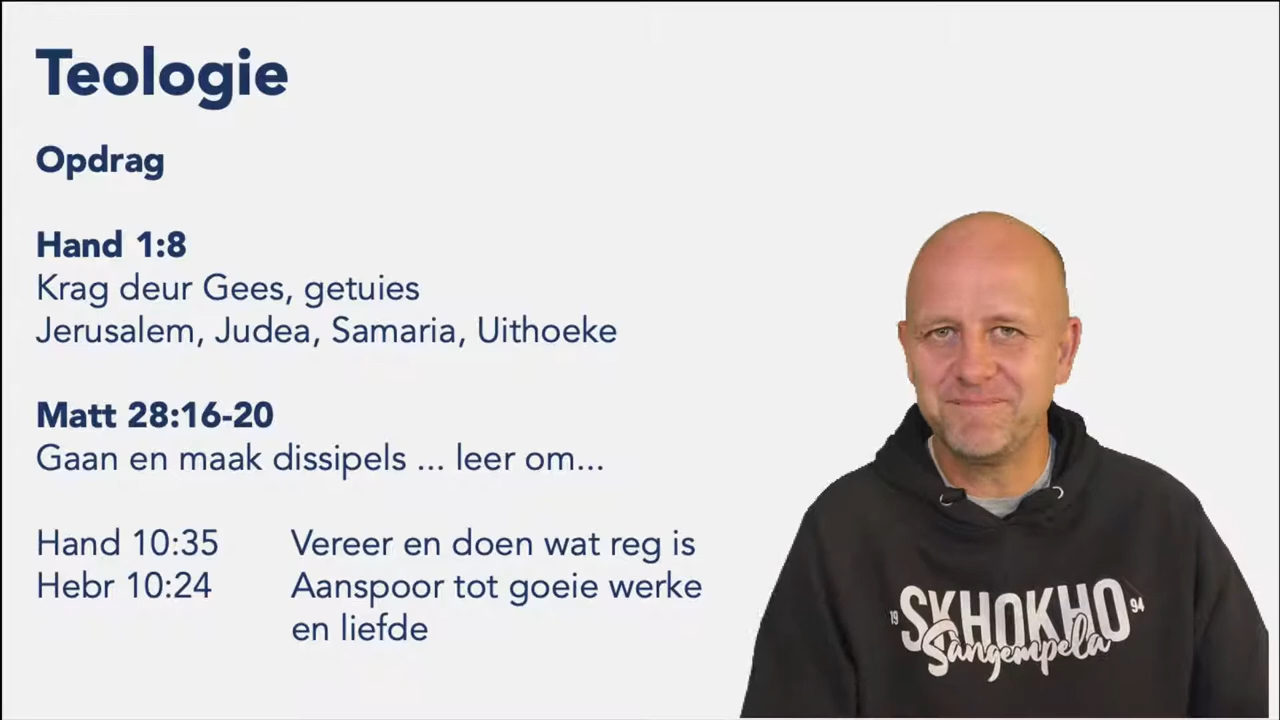 Teologie
Opdrag
Hand 1:8
Krag deur Gees, getuies
Jerusalem, Judea, Samaria, Uithoeke
Matt 28:16-20
Gaan en maak dissipels ... leer om...
Hand 10:35 Vereer en doen wat reg is
Hebr 10:24 Aanspoor tot goeie werke
en liefde
19 SKHOKHO 94
Sangempela